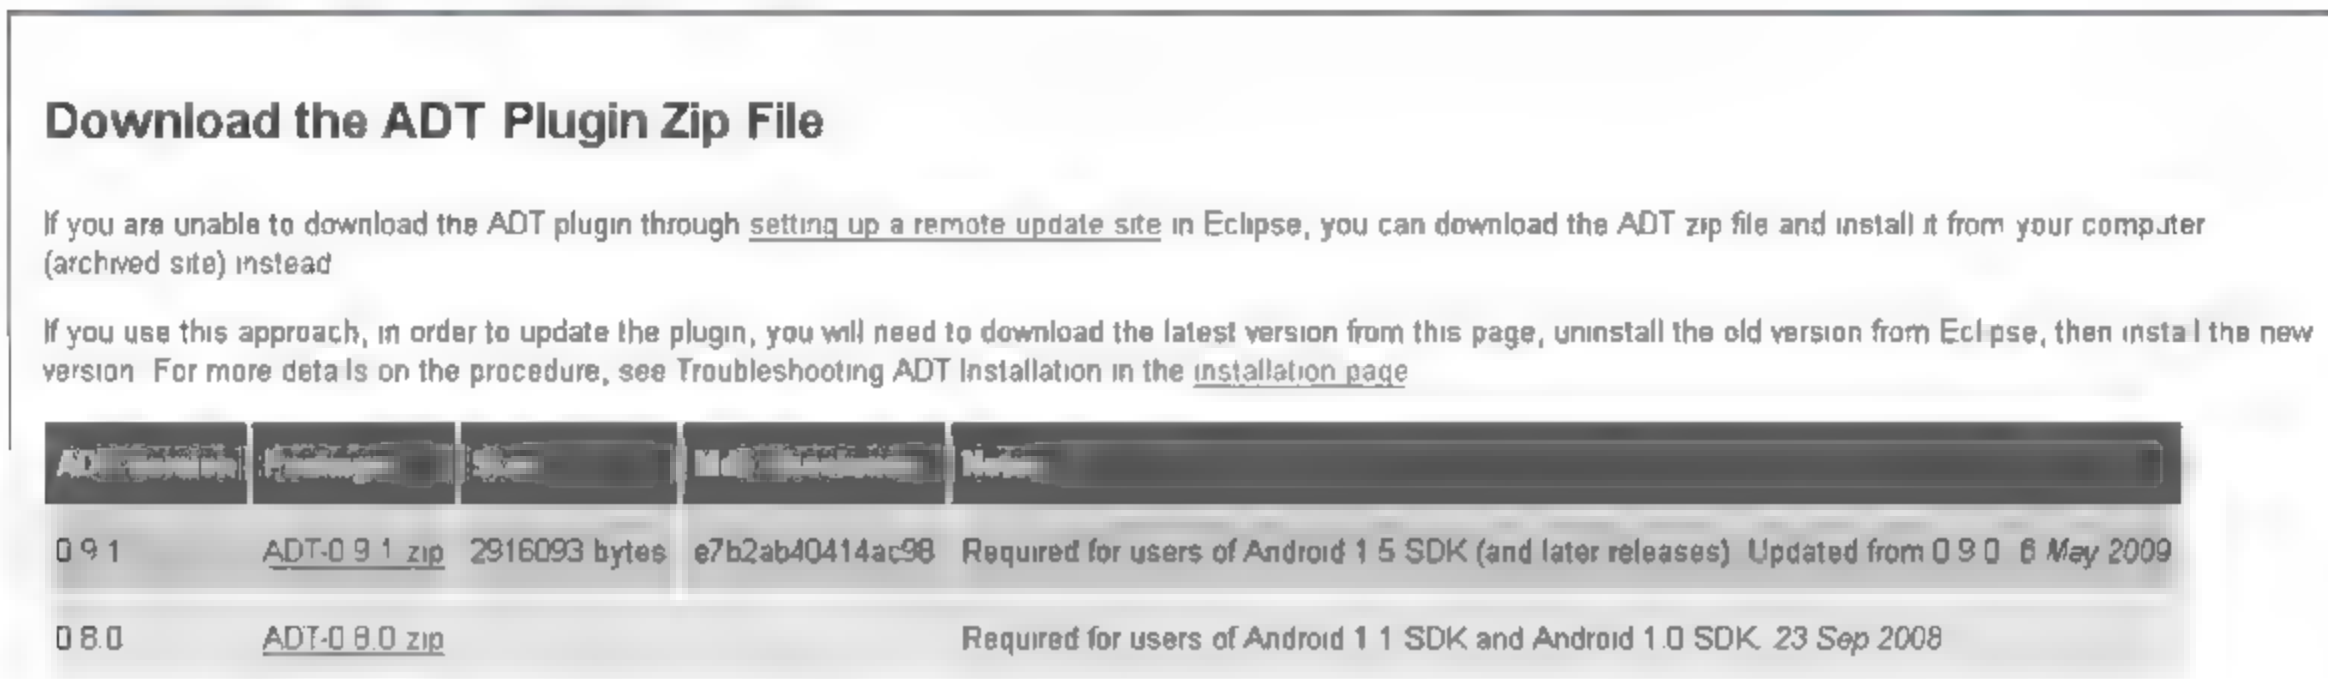 Download the ADT Plugin Zip File
If you are unable to download the ADT plugin through setting up a remote update site in Eclipse, you can download the ADT zip file and install it from your computer
(archived site) instead
If you use this approach, in order to update the plugin, you will need to download the latest version from this page, uninstall the old version from Eclipse, then install the new
version. For more details on the procedure, see Troubleshooting ADT Installation in the installation page
0.9.1 ADT-0.9.1.zip 2916093 bytes e7b2ab40414ac98 Required for users of Android 1.5 SDK (and later releases). Updated from 0.9.0. 6 May 2009
0.8.0 ADT-0.8.0.zip Required for users of Android 1.1 SDK and Android 1.0 SDK. 23 Sep 2008